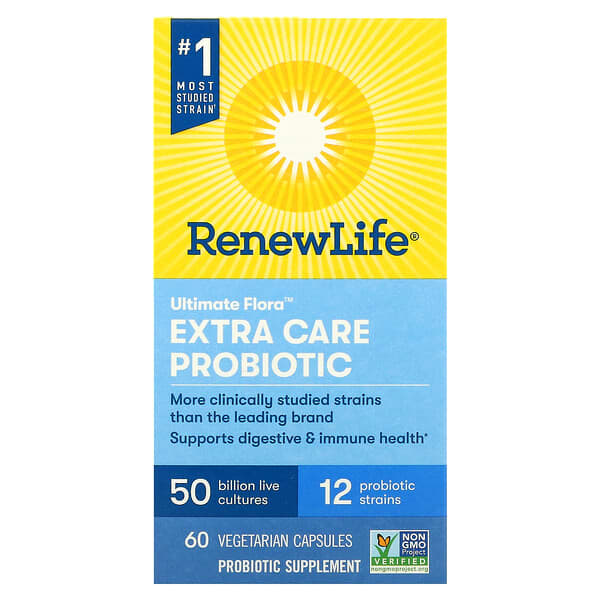 #1
MOST
STUDIED
STRAIN†
RenewLife®
Ultimate Flora™
EXTRA CARE
PROBIOTIC
More clinically studied strains
than the leading brand
Supports digestive & immune health*
50 billion live cultures
12 probiotic strains
60 VEGETARIAN CAPSULES
PROBIOTIC SUPPLEMENT
NON
GMO
Project
VERIFIED
nongmoproject.org